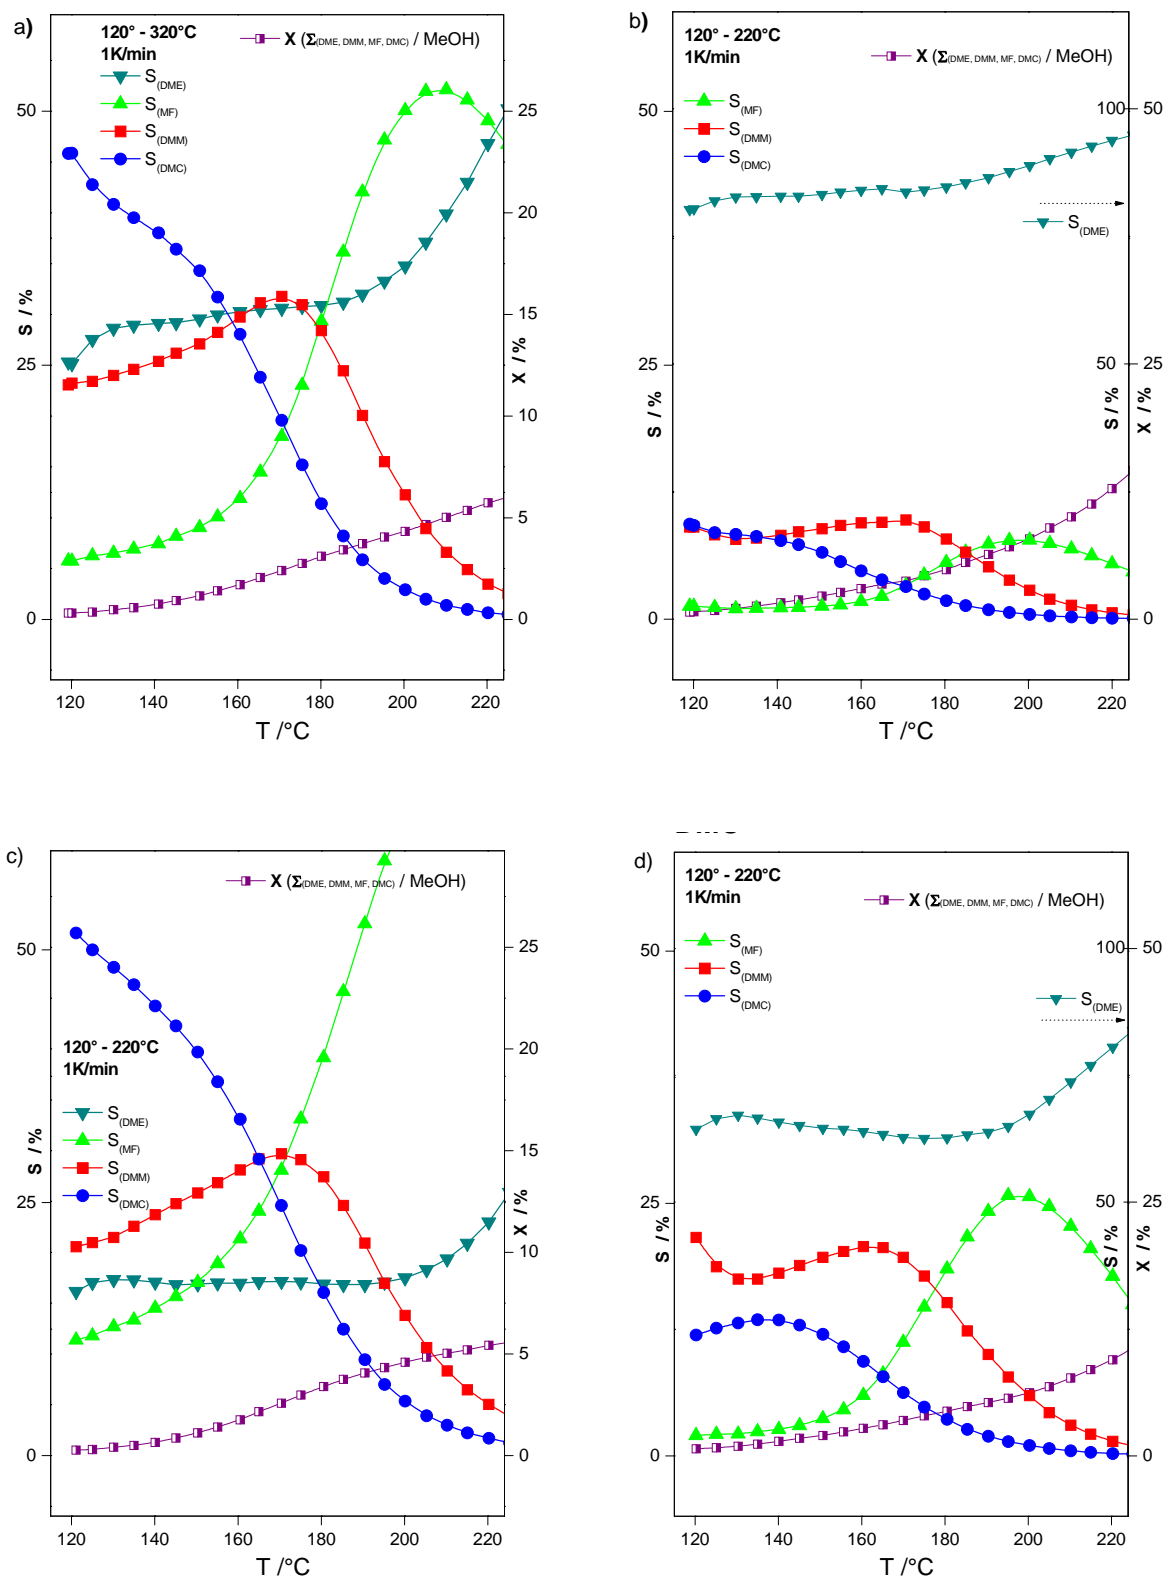 a)
120° - 320°C
1K/min
X (Σ(DME, DMM, MF, DMC) / MeOH)
S(DME)
S(MF)
S(DMM)
S(DMC)
50
25
0
S / %
25
20
15
10
5
0
X / %
120 140 160 180 200 220
T /°C
b)
120° - 220°C
1K/min
X (Σ(DME, DMM, MF, DMC) / MeOH)
S(MF)
S(DMM)
S(DMC)
S(DME)
50
25
0
S / %
100
50
S / %
50
25
0
X / %
120 140 160 180 200 220
T /°C
c)
X (Σ(DME, DMM, MF, DMC) / MeOH)
120° - 220°C
1K/min
S(DME)
S(MF)
S(DMM)
S(DMC)
50
25
0
S / %
25
20
15
10
5
0
X / %
120 140 160 180 200 220
T /°C
d)
120° - 220°C
1K/min
X (Σ(DME, DMM, MF, DMC) / MeOH)
S(MF)
S(DMM)
S(DMC)
S(DME)
50
25
0
S / %
100
50
S / %
50
25
0
X / %
120 140 160 180 200 220
T /°C